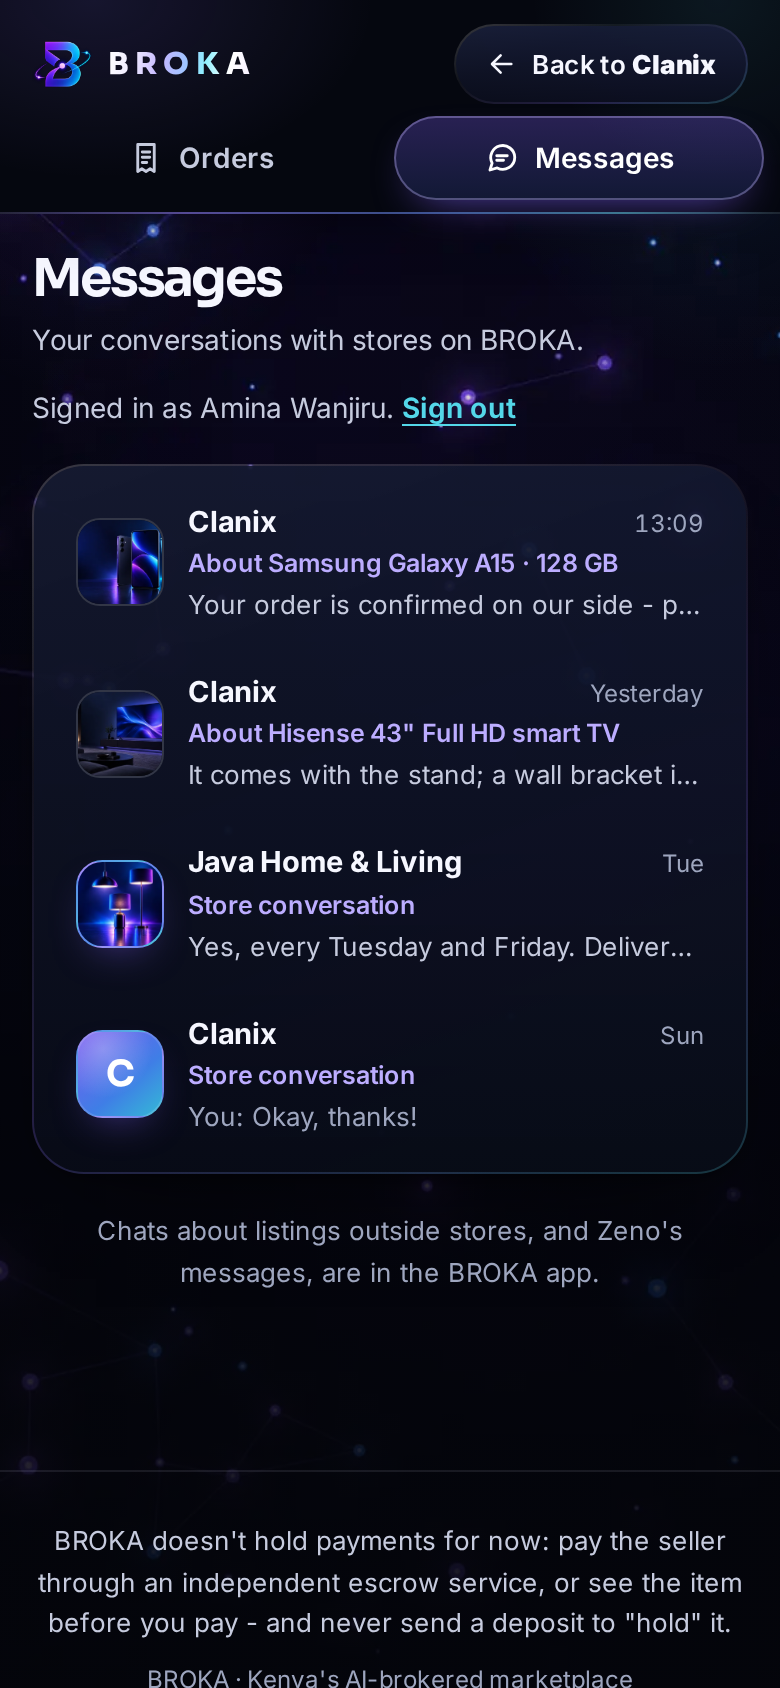 BROKA
Back to Clanix
Orders
Messages
Messages
Your conversations with stores on BROKA.
Signed in as Amina Wanjiru. Sign out
Clanix
13:09
About Samsung Galaxy A15 · 128 GB
Your order is confirmed on our side - p...
Clanix
Yesterday
About Hisense 43" Full HD smart TV
It comes with the stand; a wall bracket i...
Java Home & Living
Tue
Store conversation
Yes, every Tuesday and Friday. Deliver...
C
Clanix
Sun
Store conversation
You: Okay, thanks!
Chats about listings outside stores, and Zeno's
messages, are in the BROKA app.
BROKA doesn't hold payments for now: pay the seller
through an independent escrow service, or see the item
before you pay - and never send a deposit to "hold" it.
BROKA · Kenya's AI-brokered marketplace